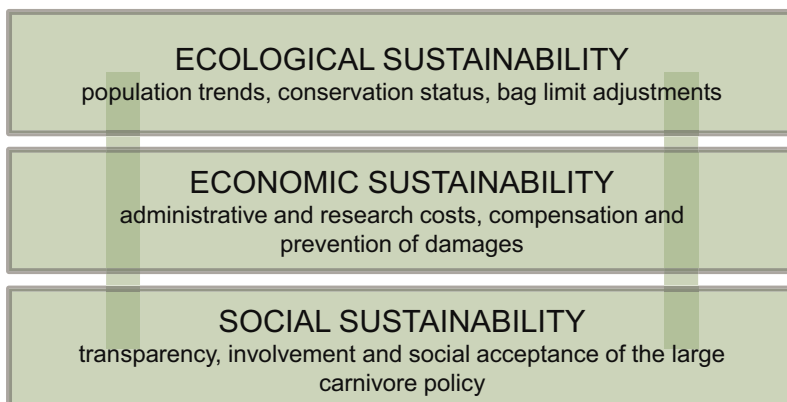 ECOLOGICAL SUSTAINABILITY
population trends, conservation status, bag limit adjustments
ECONOMIC SUSTAINABILITY
administrative and research costs, compensation and
prevention of damages
SOCIAL SUSTAINABILITY
transparency, involvement and social acceptance of the large
carnivore policy